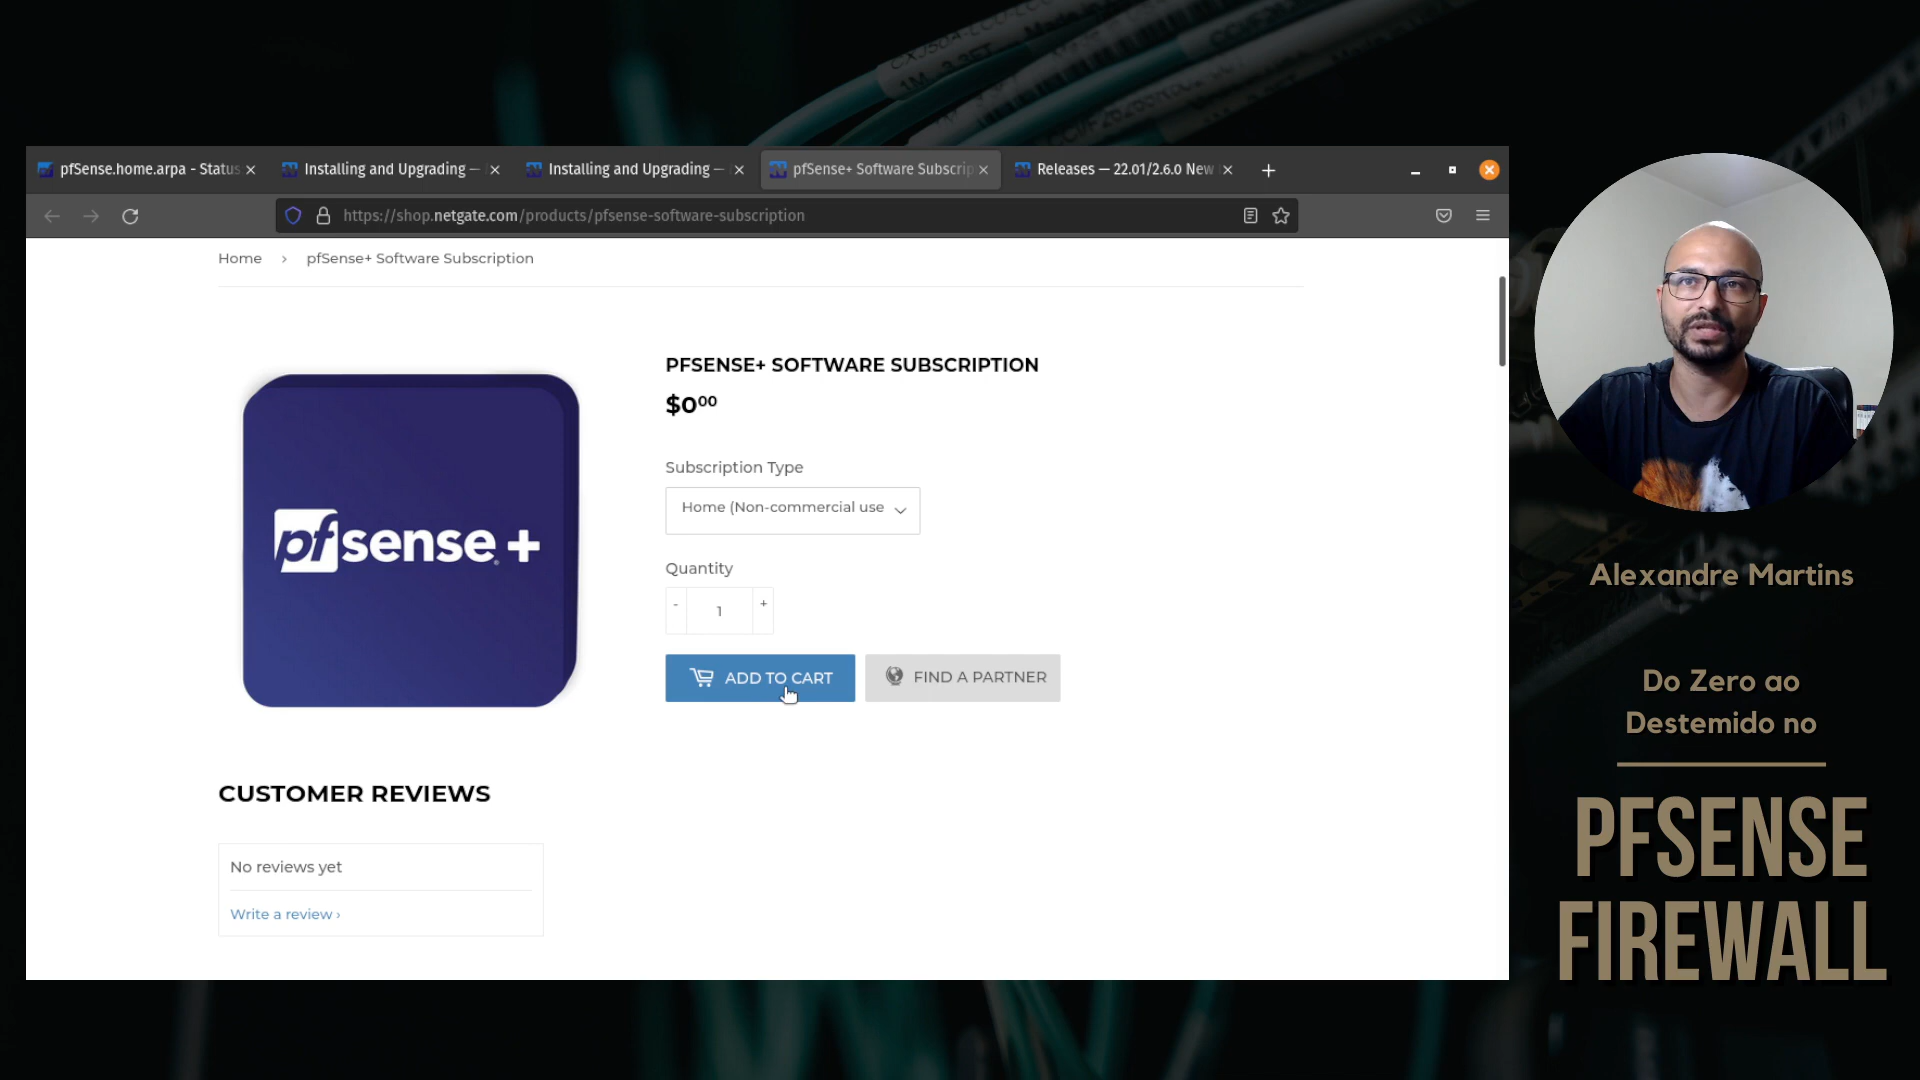 pfSense.home.arpa - Status
Installing and Upgrading —
Installing and Upgrading —
pfSense+ Software Subscrip
Releases — 22.01/2.6.0 New
https://shop.netgate.com/products/pfsense-software-subscription
Home › pfSense+ Software Subscription
PFSENSE+ SOFTWARE SUBSCRIPTION
$0⁰⁰
Subscription Type
Home (Non-commercial use
Quantity
- 1 +
ADD TO CART
FIND A PARTNER
pfsense+
CUSTOMER REVIEWS
No reviews yet
Write a review ›
Alexandre Martins
Do Zero ao
Destemido no
PFSENSE
FIREWALL